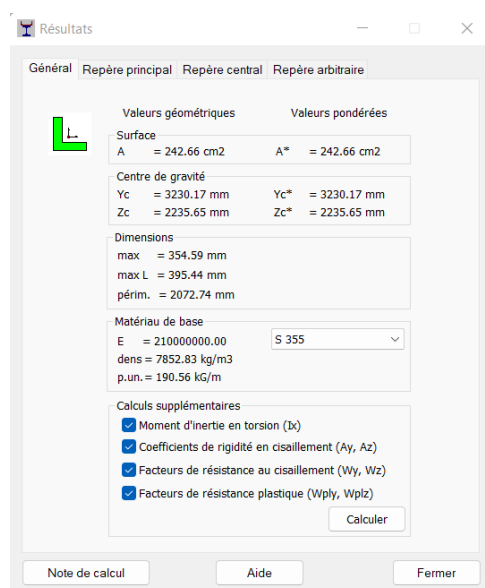 Résultats
Général Repère principal Repère central Repère arbitraire
Valeurs géométriques Valeurs pondérées
Surface
A = 242.66 cm2 A* = 242.66 cm2
Centre de gravité
Yc = 3230.17 mm Yc* = 3230.17 mm
Zc = 2235.65 mm Zc* = 2235.65 mm
Dimensions
max = 354.59 mm
max L = 395.44 mm
périm. = 2072.74 mm
Matériau de base
E = 210000000.00 S 355
dens = 7852.83 kg/m3
p.un. = 190.56 kG/m
Calculs supplémentaires
Moment d'inertie en torsion (Ix)
Coefficients de rigidité en cisaillement (Ay, Az)
Facteurs de résistance au cisaillement (Wy, Wz)
Facteurs de résistance plastique (Wply, Wplz)
Calculer
Note de calcul Aide Fermer